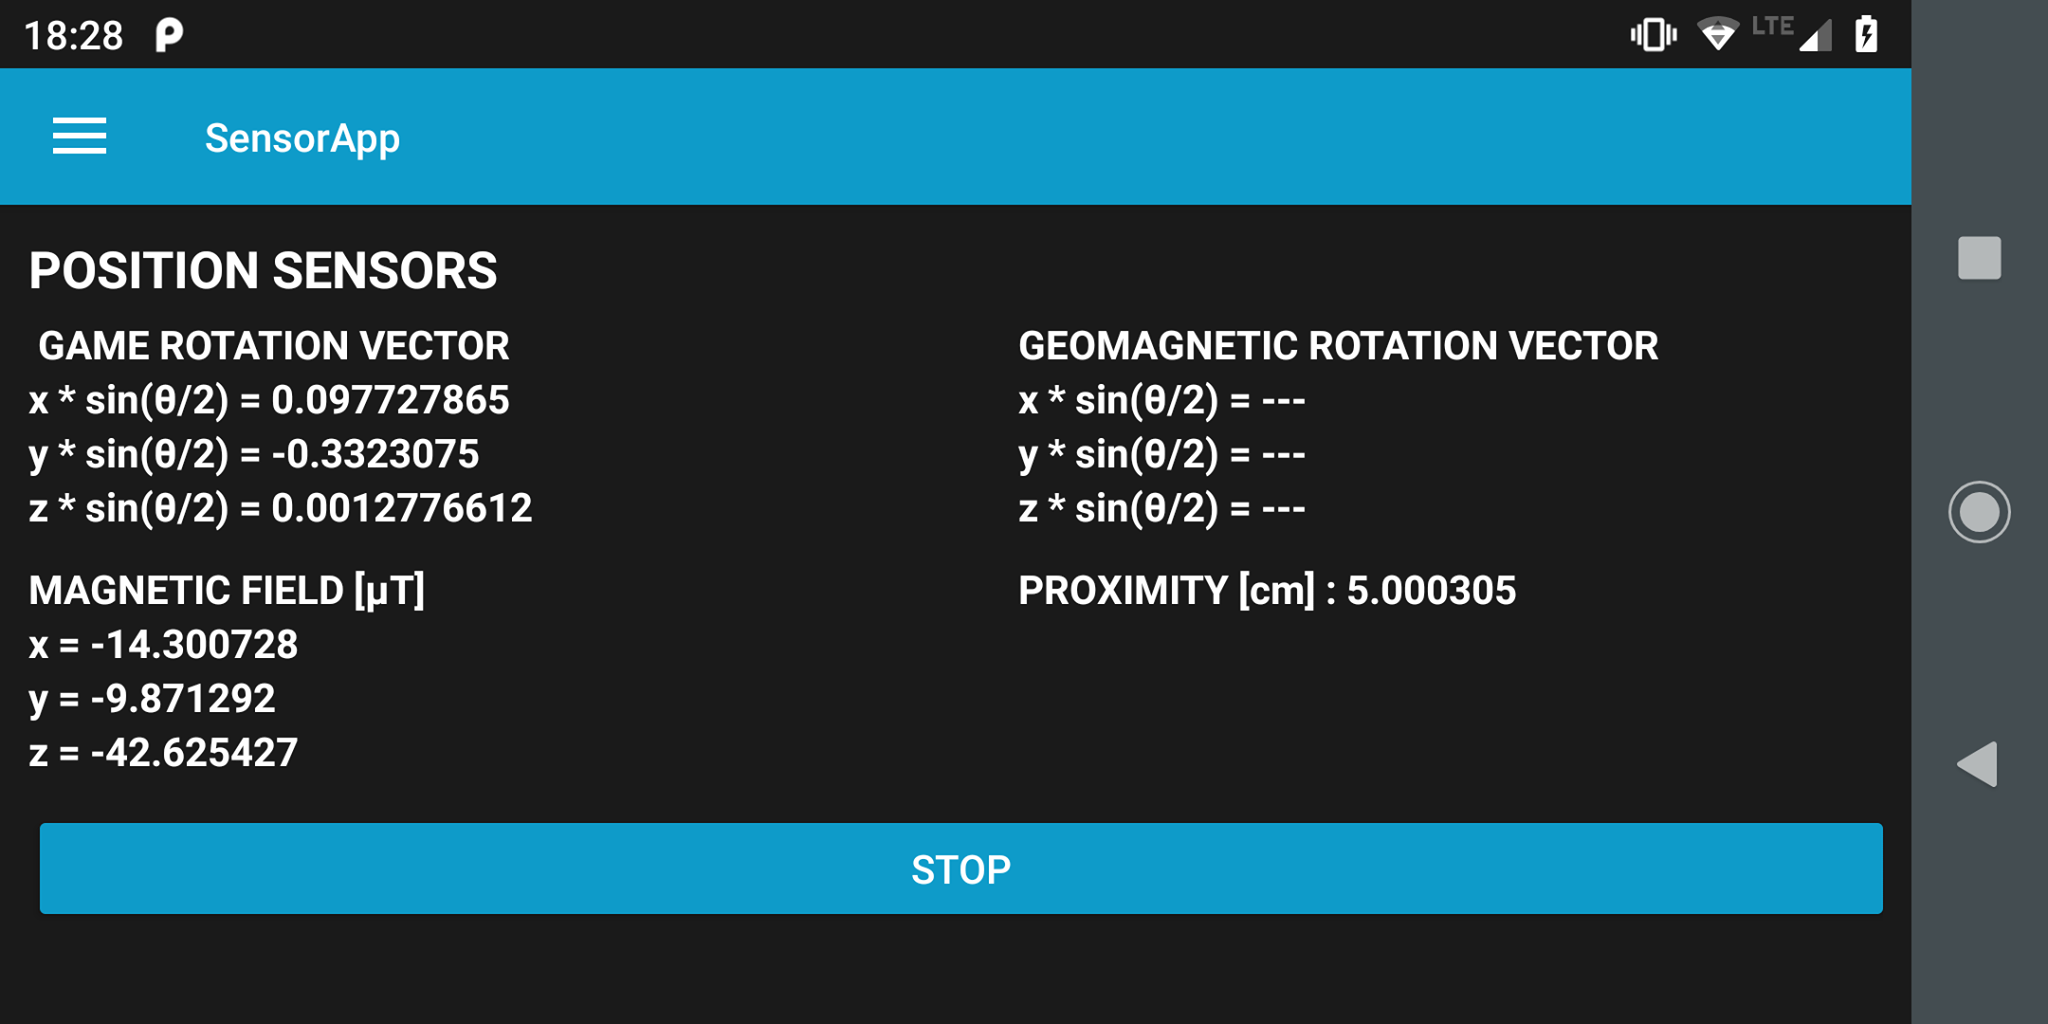 18:28
LTE
SensorApp
POSITION SENSORS
GAME ROTATION VECTOR
x * sin(θ/2) = 0.097727865
y * sin(θ/2) = -0.3323075
z * sin(θ/2) = 0.0012776612
GEOMAGNETIC ROTATION VECTOR
x * sin(θ/2) = ---
y * sin(θ/2) = ---
z * sin(θ/2) = ---
MAGNETIC FIELD [μT]
x = -14.300728
y = -9.871292
z = -42.625427
PROXIMITY [cm] : 5.000305
STOP